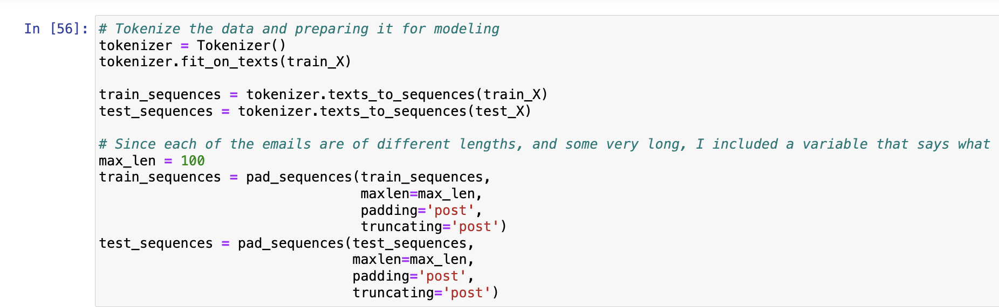 In [56]: # Tokenize the data and preparing it for modeling
tokenizer = Tokenizer()
tokenizer.fit_on_texts(train_X)
train_sequences = tokenizer.texts_to_sequences(train_X)
test_sequences = tokenizer.texts_to_sequences(test_X)
# Since each of the emails are of different lengths, and some very long, I included a variable that says what
max_len = 100
train_sequences = pad_sequences(train_sequences,
maxlen=max_len,
padding='post',
truncating='post')
test_sequences = pad_sequences(test_sequences,
maxlen=max_len,
padding='post',
truncating='post')